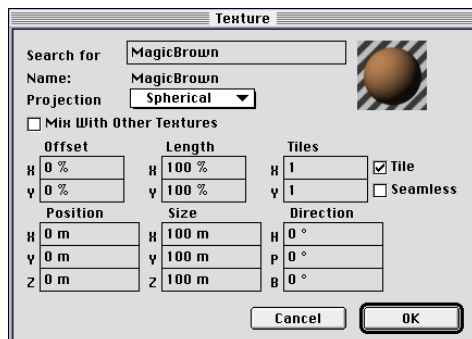 Texture
Search for MagicBrown
Name: MagicBrown
Projection Spherical
Mix With Other Textures
Offset Length Tiles
X 0 % X 100 % X 1 Tile
Y 0 % Y 100 % Y 1 Seamless
Position Size Direction
X 0 m X 100 m H 0 °
Y 0 m Y 100 m P 0 °
Z 0 m Z 100 m B 0 °
Cancel OK